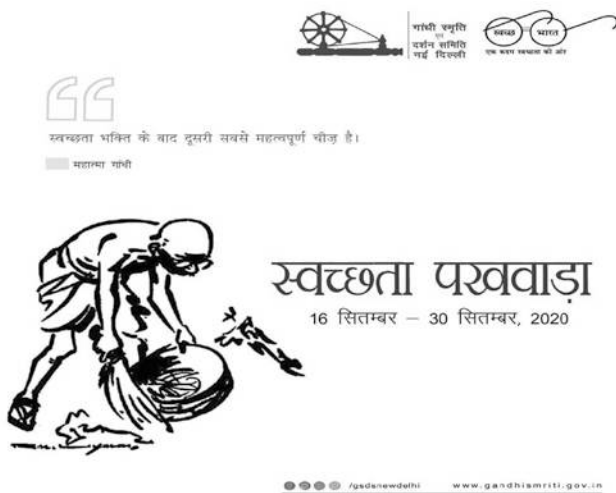 गांधी स्मृति
एवं
दर्शन समिति
नई दिल्ली
स्वच्छ भारत
एक कदम स्वच्छता की ओर
स्वच्छता भक्ति के बाद दूसरी सबसे महत्वपूर्ण चीज़ है।
महात्मा गांधी
स्वच्छता पखवाड़ा
16 सितम्बर – 30 सितम्बर, 2020
/gsdsnewdelhi www.gandhismriti.gov.in